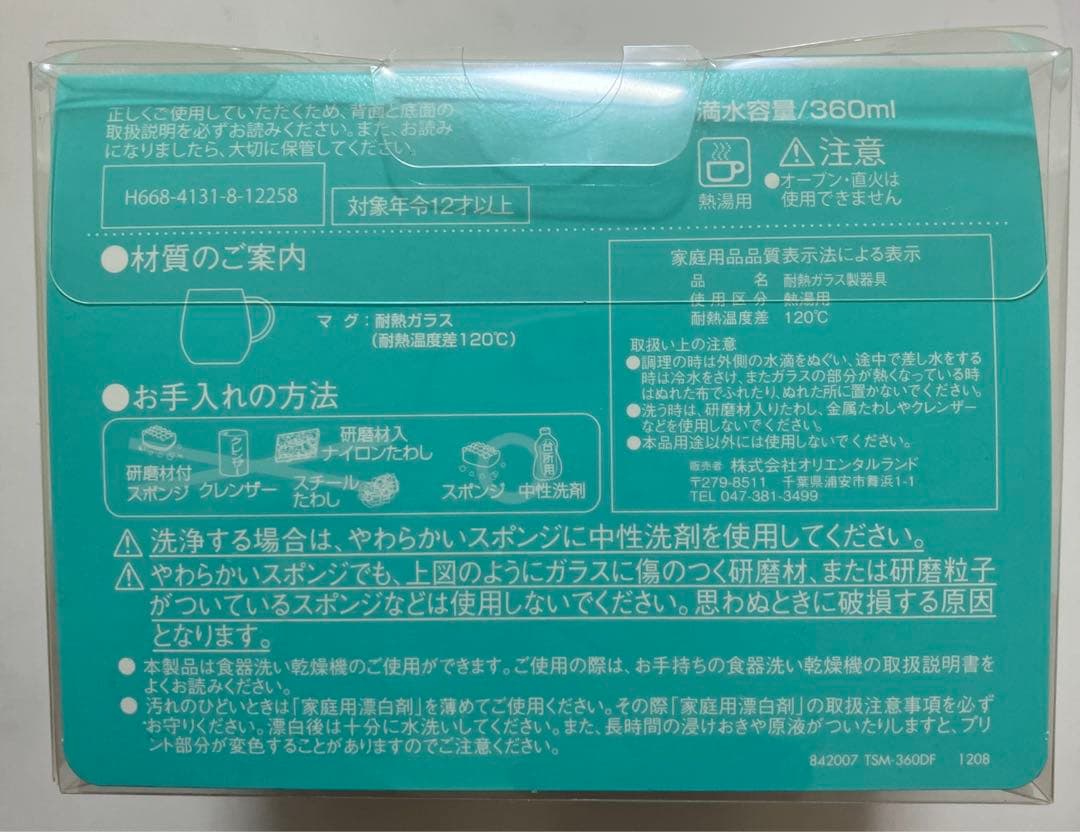 正しくご使用していただくため、背面と底面の
取扱説明を必ずお読みください。また、お読み
になりましたら、大切に保管してください。
H668-4131-8-12258
対象年令12才以上
満水容量/360ml
熱湯用
注意
●オーブン・直火は
使用できません
●材質のご案内
マグ：耐熱ガラス
（耐熱温度差120℃）
●お手入れの方法
研磨材付
スポンジ
クレンザー
クレンザー
研磨材入
ナイロンたわし
スチール
たわし
スポンジ
台所用
中性洗剤
家庭用品品質表示法による表示
品名 耐熱ガラス製器具
使用区分 熱湯用
耐熱温度差 120℃
取扱い上の注意
●調理の時は外側の水滴をぬぐい、途中で差し水をする
時は冷水をさけ、またガラスの部分が熱くなっている時
はぬれた布でふれたり、ぬれた所に置かないでください。
●洗う時は、研磨材入りたわし、金属たわしやクレンザー
などを使用しないでください。
●本品用途以外には使用しないでください。
販売者 株式会社オリエンタルランド
〒279-8511 千葉県浦安市舞浜1-1
TEL 047-381-3499
洗浄する場合は、やわらかいスポンジに中性洗剤を使用してください。
やわらかいスポンジでも、上図のようにガラスに傷のつく研磨材、または研磨粒子
がついているスポンジなどは使用しないでください。思わぬときに破損する原因
となります。
● 本製品は食器洗い乾燥機のご使用ができます。ご使用の際は、お手持ちの食器洗い乾燥機の取扱説明書を
よくお読みください。
● 汚れのひどいときは「家庭用漂白剤」を薄めてご使用ください。その際「家庭用漂白剤」の取扱注意事項を必ず
お守りください。漂白後は十分に水洗いしてください。また、長時間の浸けおきや原液がついたりしますと、プリ
ント部分が変色することがありますのでご注意ください。
842007 TSM-360DF 1208